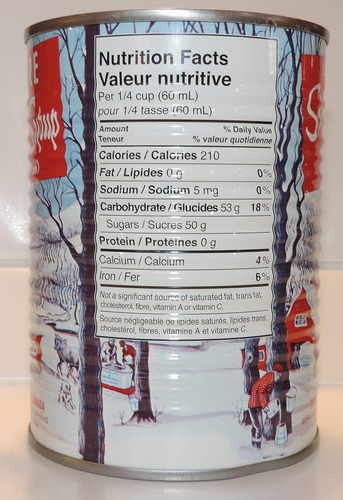 E
Syrup
S
Nutrition Facts
Valeur nutritive
Per 1/4 cup (60 mL)
pour 1/4 tasse (60 mL)
Amount % Daily Value
Teneur % valeur quotidienne
Calories / Calories 210
Fat / Lipides 0 g 0%
Sodium / Sodium 5 mg 0%
Carbohydrate / Glucides 53 g 18%
Sugars / Sucres 50 g
Protein / Protéines 0 g
Calcium / Calcium 4%
Iron / Fer 6%
Not a significant source of saturated fat, trans fat,
cholesterol, fibre, vitamin A or vitamin C.
Source négligeable de lipides saturés, lipides trans,
cholestérol, fibres, vitamine A et vitamine C.